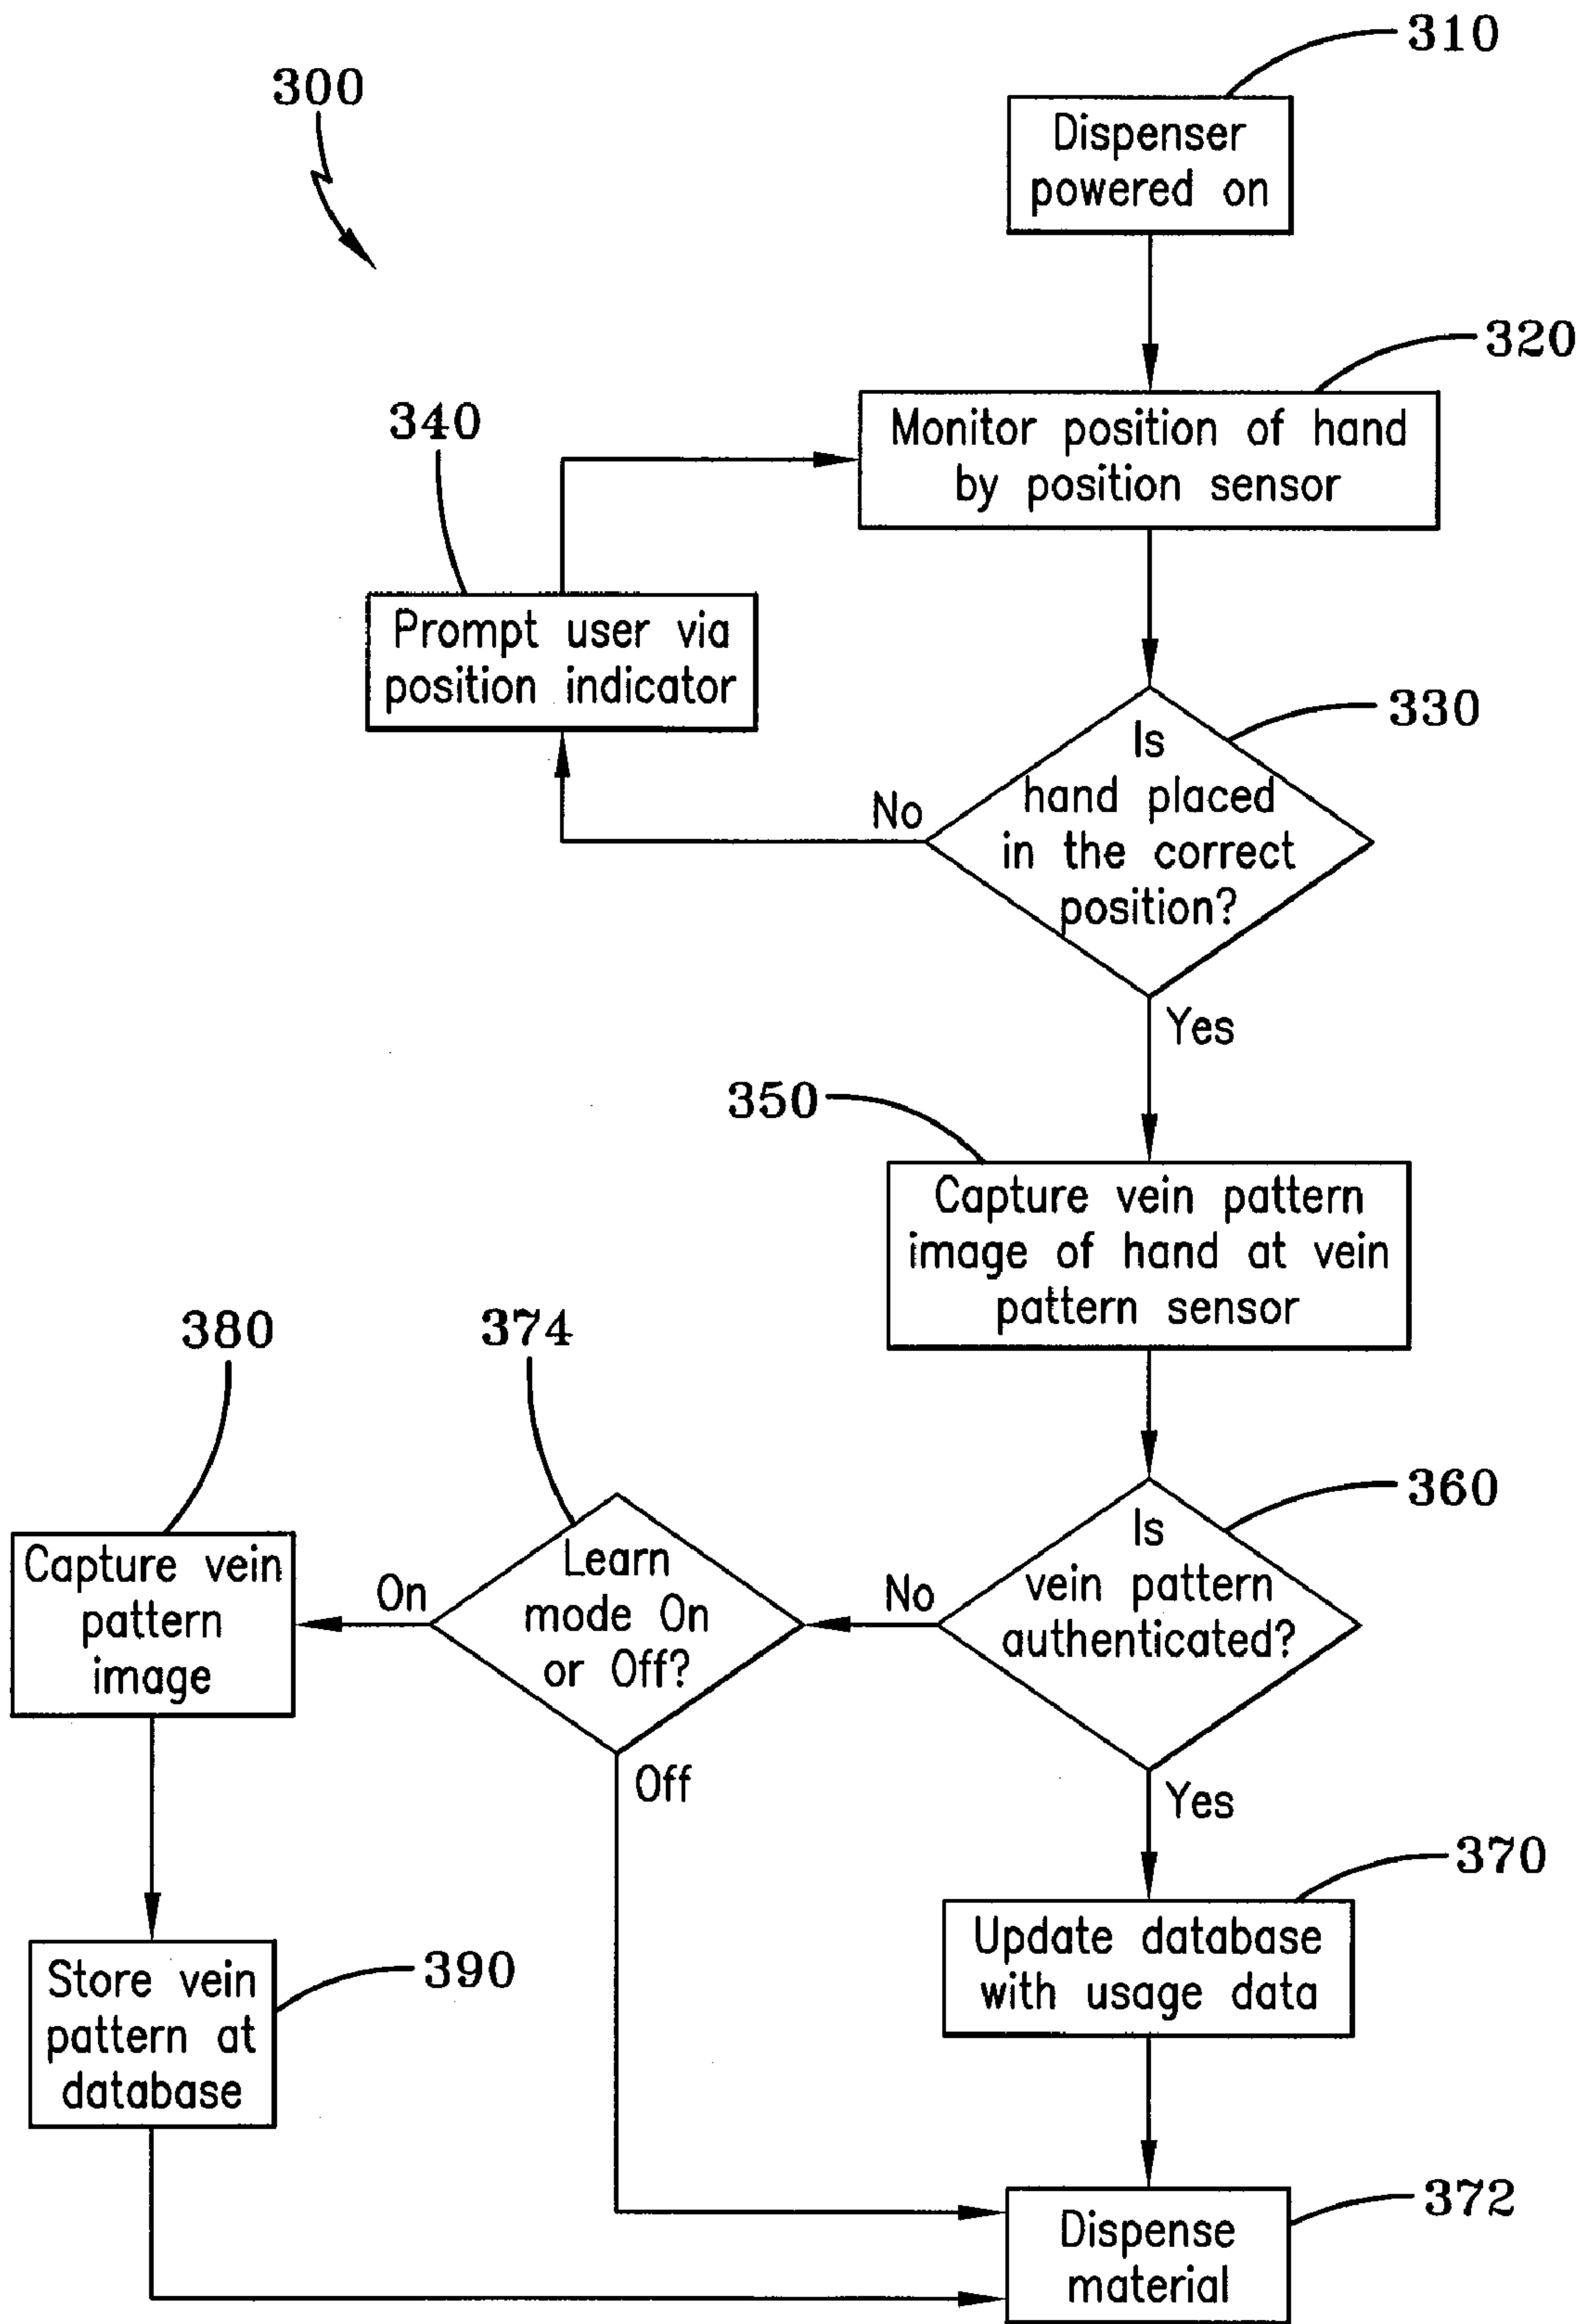 310
300
Dispenser
powered on
320
340
Monitor position of hand
by position sensor
Prompt user via
position indicator
330
Is
hand placed
in the correct
position?
No
Yes
350
Capture vein pattern
image of hand at vein
pattern sensor
380
374
360
Is
vein pattern
authenticated?
No
Learn
mode On
or Off?
On
Capture vein
pattern
image
Off
Yes
370
Update database
with usage data
390
Store vein
pattern at
database
372
Dispense
material